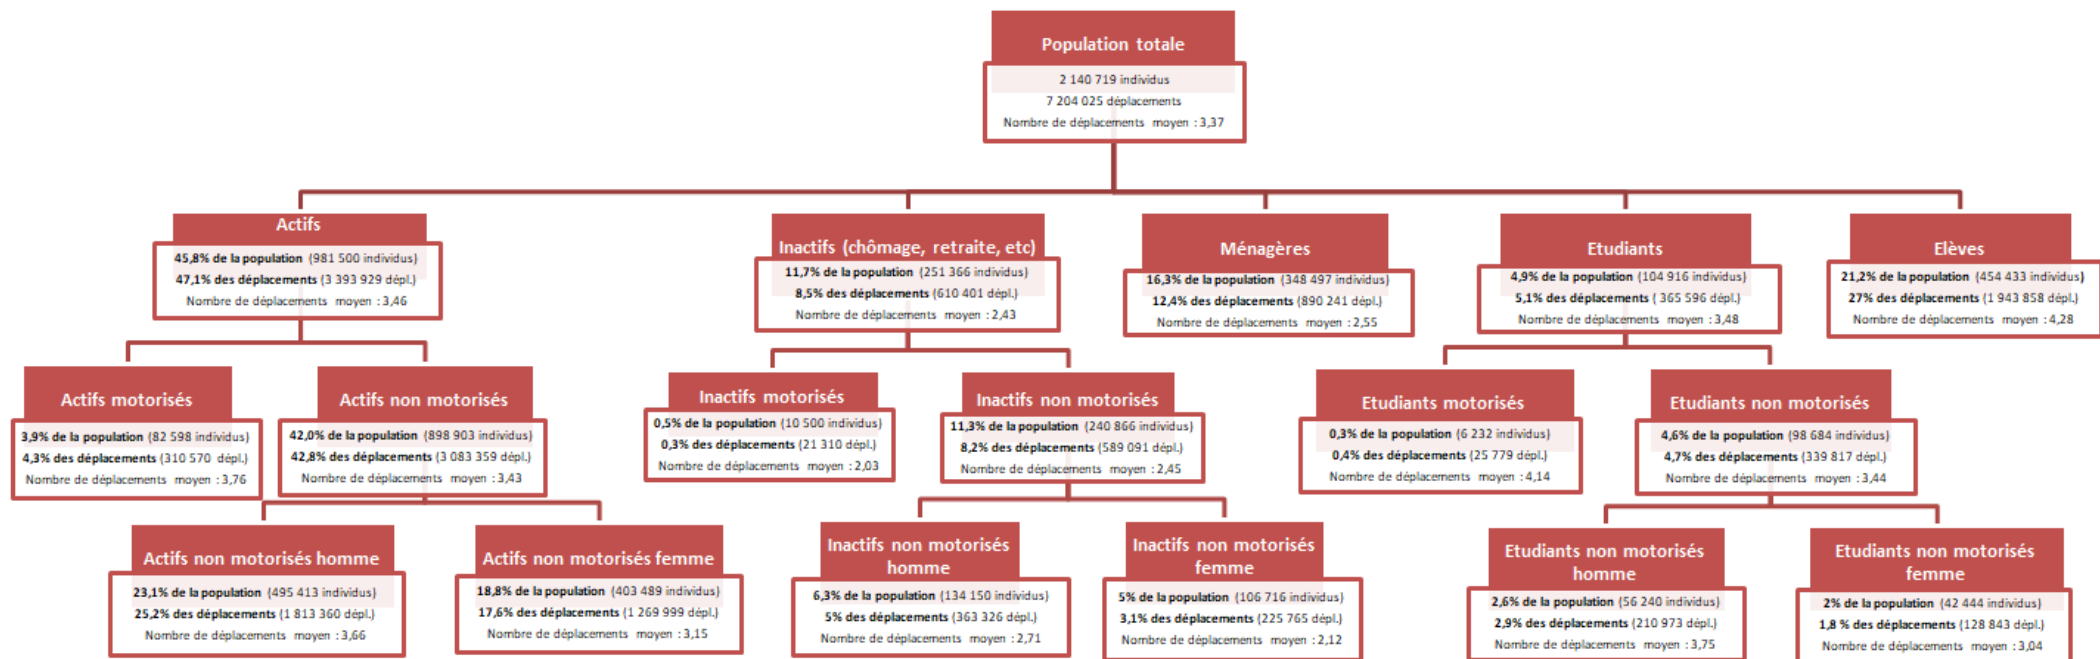 Population totale
2 140 719 individus
7 204 025 déplacements
Nombre de déplacements moyen : 3,37
Actifs
45,8% de la population (981 500 individus)
47,1% des déplacements (3 393 929 dépl.)
Nombre de déplacements moyen : 3,46
Inactifs (chômage, retraite, etc)
11,7% de la population (251 366 individus)
8,5% des déplacements (610 401 dépl.)
Nombre de déplacements moyen : 2,43
Ménagères
16,3% de la population (348 497 individus)
12,4% des déplacements (890 241 dépl.)
Nombre de déplacements moyen : 2,55
Etudiants
4,9% de la population (104 916 individus)
5,1% des déplacements ( 365 596 dépl.)
Nombre de déplacements moyen : 3,48
Elèves
21,2% de la population (454 433 individus)
27% des déplacements (1 943 858 dépl.)
Nombre de déplacements moyen : 4,28
Actifs motorisés
3,9% de la population (82 598 individus)
4,3% des déplacements (310 570 dépl.)
Nombre de déplacements moyen : 3,76
Actifs non motorisés
42,0% de la population (898 903 individus)
42,8% des déplacements (3 083 359 dépl.)
Nombre de déplacements moyen : 3,43
Inactifs motorisés
0,5% de la population (10 500 individus)
0,3% des déplacements (21 310 dépl.)
Nombre de déplacements moyen : 2,03
Inactifs non motorisés
11,3% de la population (240 866 individus)
8,2% des déplacements (589 091 dépl.)
Nombre de déplacements moyen : 2,45
Etudiants motorisés
0,3% de la population (6 232 individus)
0,4% des déplacements (25 779 dépl.)
Nombre de déplacements moyen : 4,14
Etudiants non motorisés
4,6% de la population (98 684 individus)
4,7% des déplacements (339 817 dépl.)
Nombre de déplacements moyen : 3,44
Actifs non motorisés homme
23,1% de la population (495 413 individus)
25,2% des déplacements (1 813 360 dépl.)
Nombre de déplacements moyen : 3,66
Actifs non motorisés femme
18,8% de la population (403 489 individus)
17,6% des déplacements (1 269 999 dépl.)
Nombre de déplacements moyen : 3,15
Inactifs non motorisés
homme
6,3% de la population (134 150 individus)
5% des déplacements (363 326 dépl.)
Nombre de déplacements moyen : 2,71
Inactifs non motorisés
femme
5% de la population (106 716 individus)
3,1% des déplacements (225 765 dépl.)
Nombre de déplacements moyen : 2,12
Etudiants non motorisés
homme
2,6% de la population (56 240 individus)
2,9% des déplacements (210 973 dépl.)
Nombre de déplacements moyen : 3,75
Etudiants non motorisés
femme
2% de la population (42 444 individus)
1,8 % des déplacements (128 843 dépl.)
Nombre de déplacements moyen : 3,04